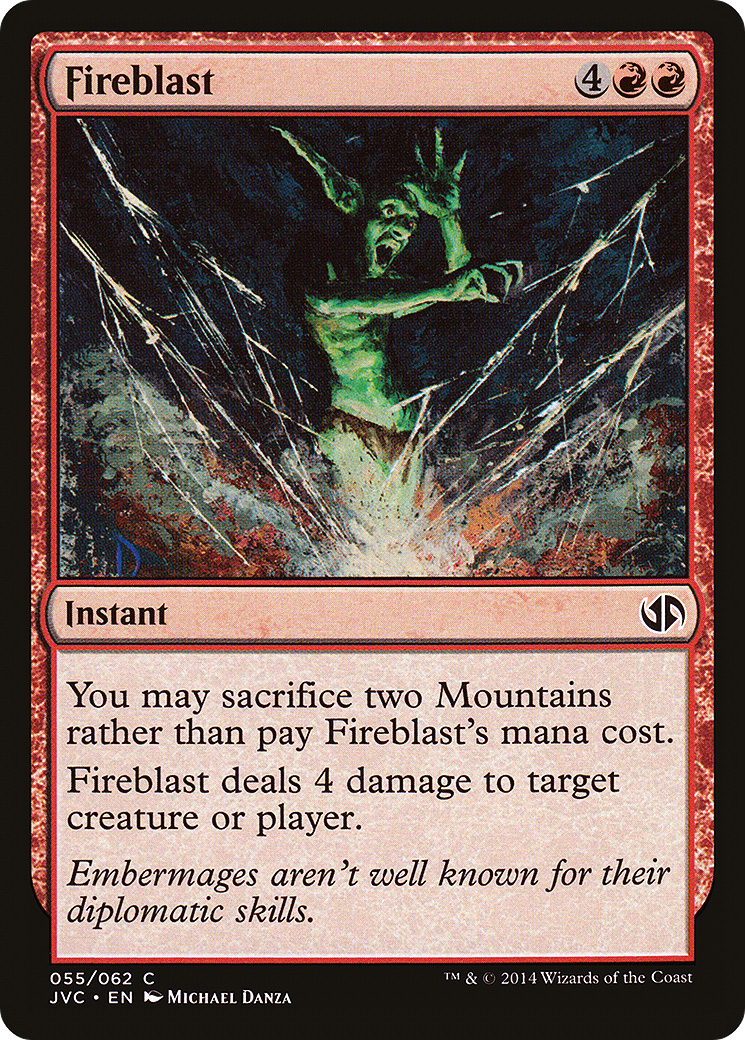 Fireblast 4
Instant
You may sacrifice two Mountains
rather than pay Fireblast's mana cost.
Fireblast deals 4 damage to target
creature or player.
Embermages aren't well known for their
diplomatic skills.
055/062 C
™ & © 2014 Wizards of the Coast
JVC • EN Michael Danza